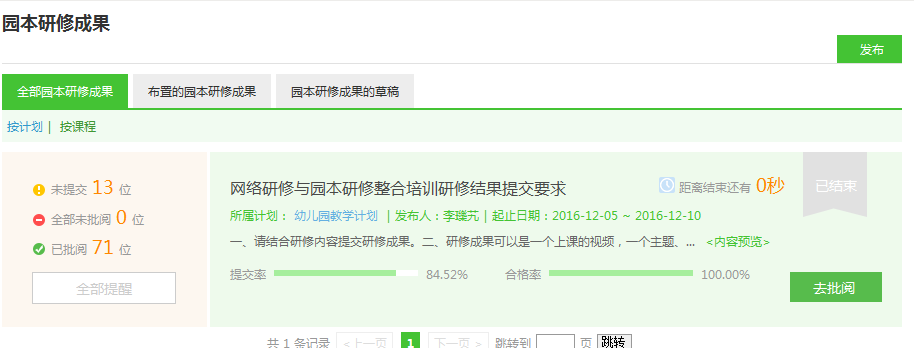 园本研修成果
发布
全部园本研修成果 布置的园本研修成果 园本研修成果的草稿
按计划 | 按课程
未提交 13 位
全部未批阅 0 位
已批阅 71 位
全部提醒
网络研修与园本研修整合培训研修结果提交要求
距离结束还有 0秒
已结束
所属计划： 幼儿园教学计划 | 发布人：李瑞芃 | 起止日期：2016-12-05 ~ 2016-12-10
一、请结合研修内容提交研修成果。二、研修成果可以是一个上课的视频，一个主题、... <内容预览>
提交率 84.52% 合格率 100.00%
去批阅
共 1 条记录 <上一页 1 下一页 > 跳转到 页 跳转